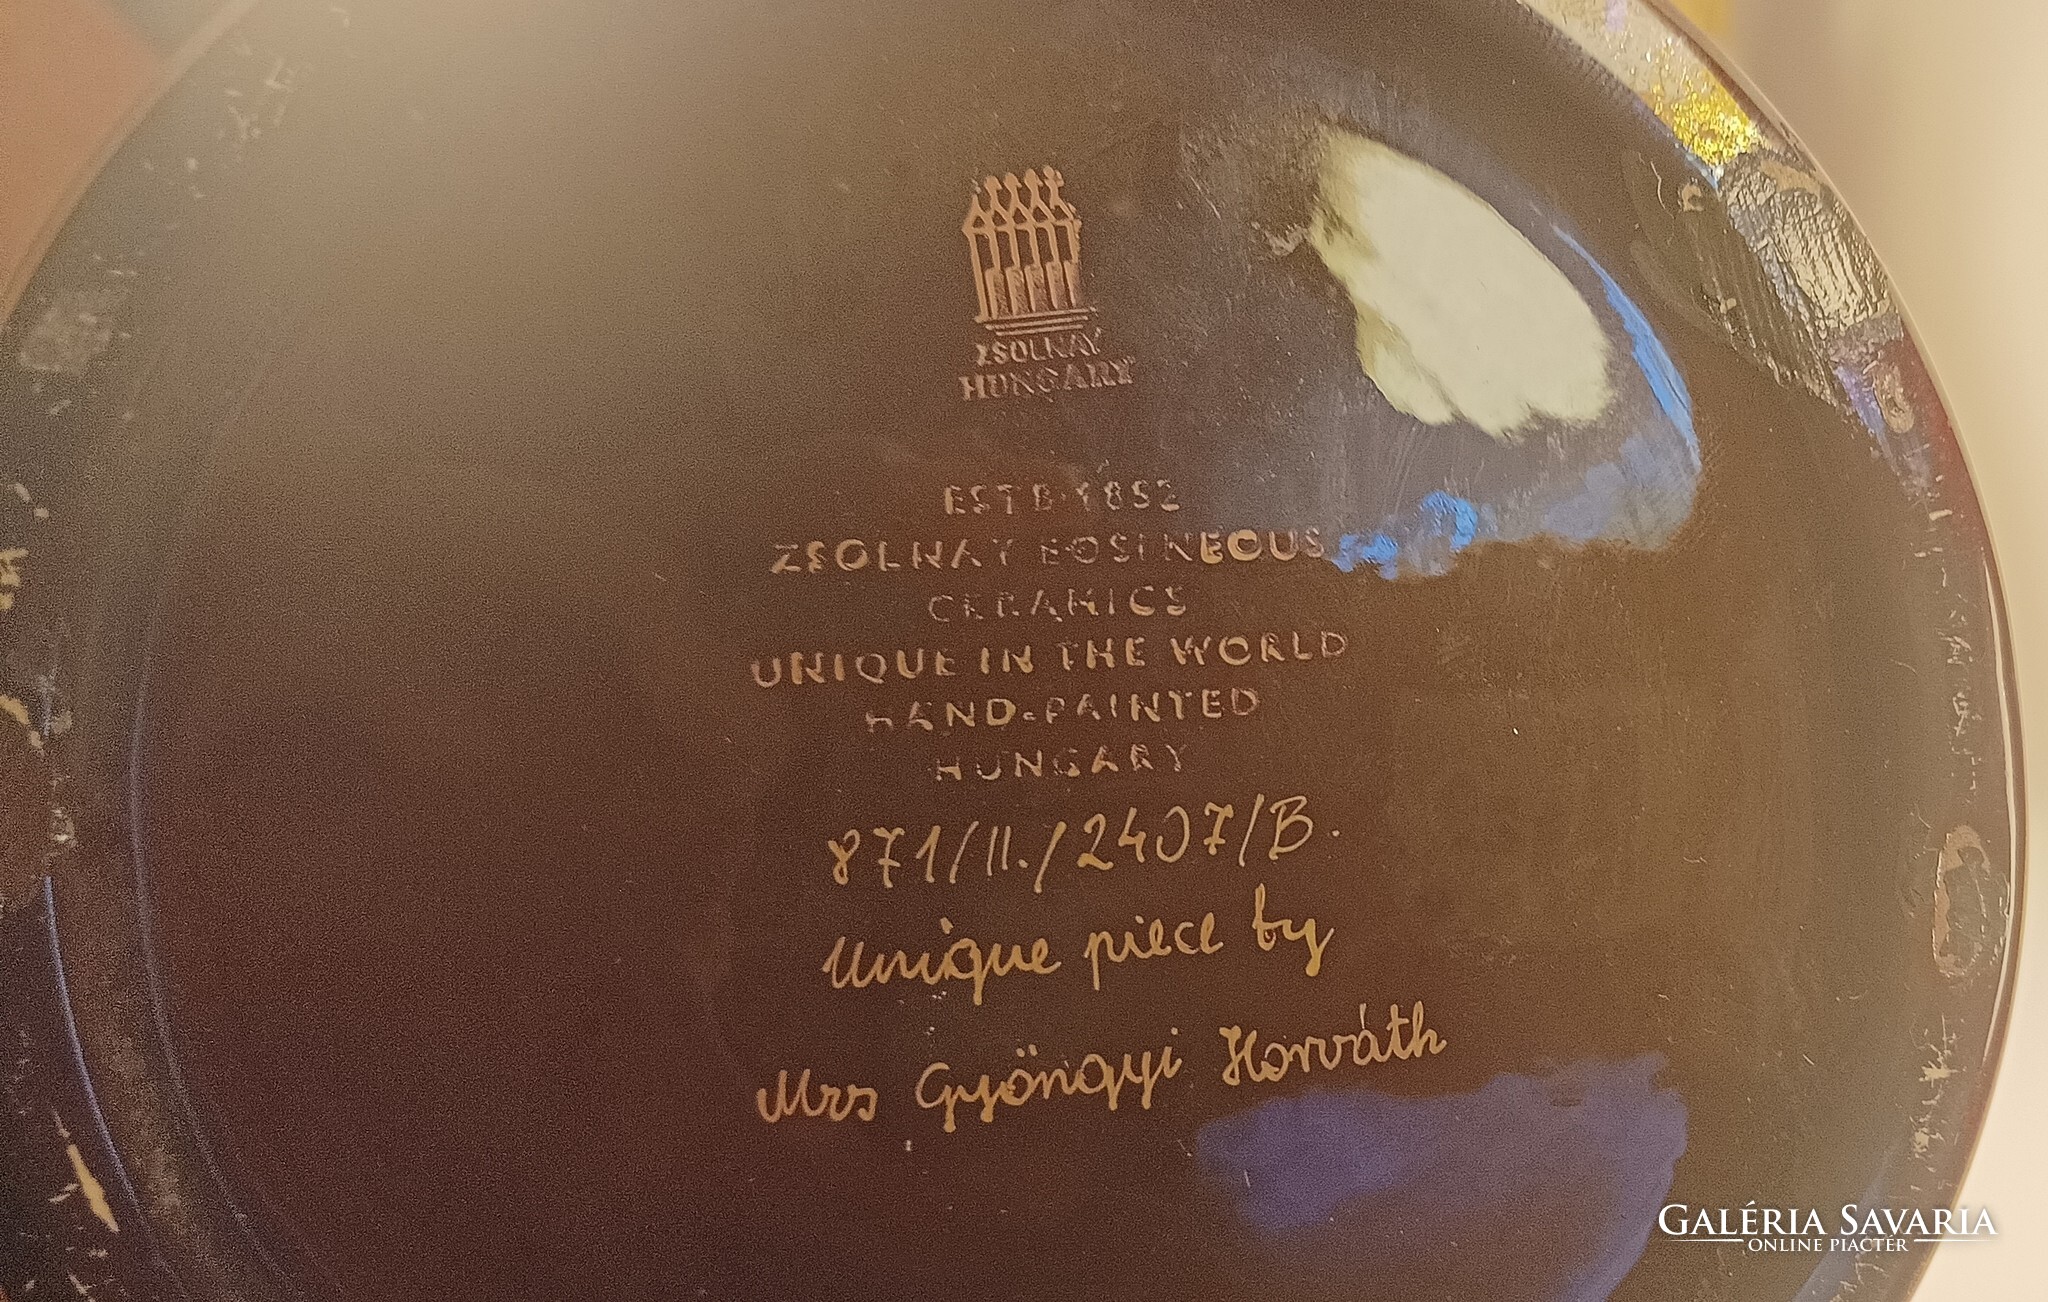 ZSOLNAY
HUNGARY
ESTB·1852
ZSOLNAY EOSINEOUS
CERAMICS
UNIQUE IN THE WORLD
HAND-PAINTED
HUNGARY
871/II./2407/B.
Unique piece by
Mrs Gyöngyi Horváth
GALÉRIA SAVARIA
ONLINE PIACTÉR